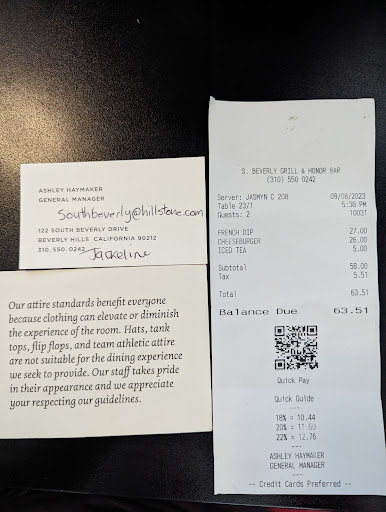 ASHLEY HAYMAKER
GENERAL MANAGER
Southbeverly@hillstone.com
122 SOUTH BEVERLY DRIVE
BEVERLY HILLS CALIFORNIA 90212
310.550.0242
Jackeline
Our attire standards benefit everyone
because clothing can elevate or diminish
the experience of the room. Hats, tank
tops, flip flops, and team athletic attire
are not suitable for the dining experience
we seek to provide. Our staff takes pride
in their appearance and we appreciate
your respecting our guidelines.
S. BEVERLY GRILL & HONOR BAR
(310) 550 0242
Server: JASMYN C 208 09/08/2023
Table 23/1 5:38 PM
Guests: 2 10031
FRENCH DIP 27.00
CHEESEBURGER 26.00
ICED TEA 5.00
Subtotal 58.00
Tax 5.51
Total 63.51
Balance Due 63.51
Quick Pay
Quick Guide
---
18% = 10.44
20% = 11.60
22% = 12.76
---
ASHLEY HAYMAKER
GENERAL MANAGER
---
-- Credit Cards Preferred --